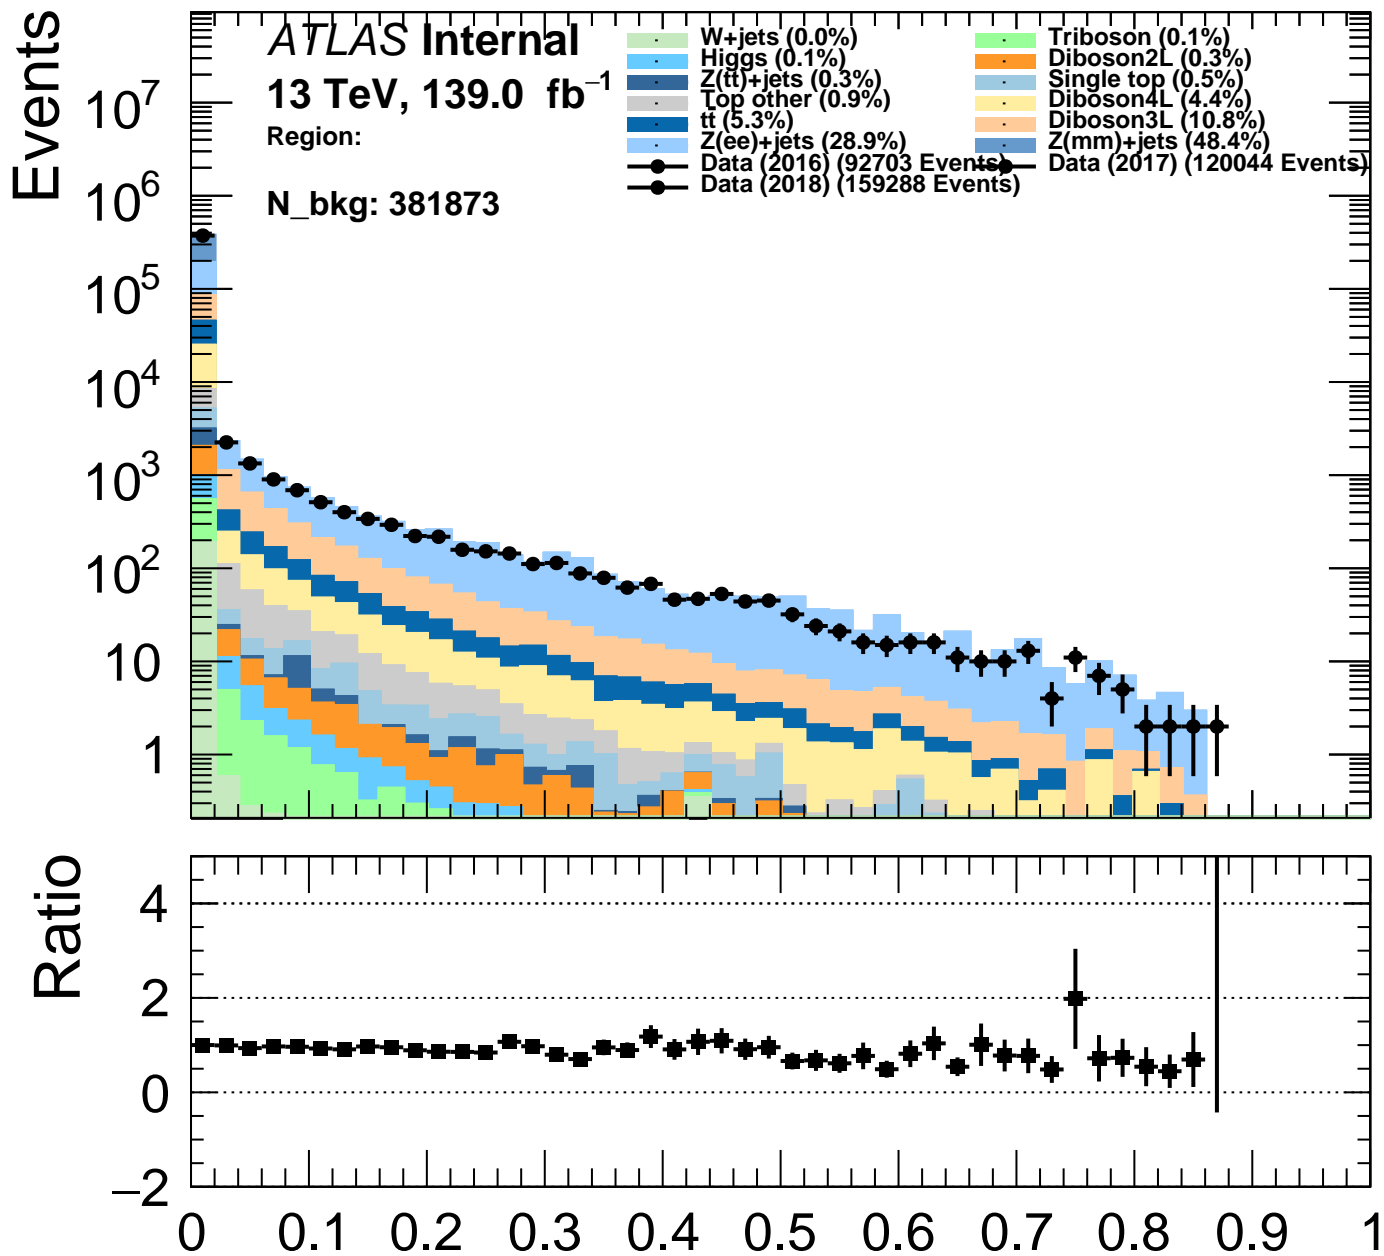 Events
ATLAS Internal
13 TeV, 139.0 fb⁻¹
Region:
N_bkg: 381873
W+jets (0.0%)
Triboson (0.1%)
Higgs (0.1%)
Diboson2L (0.3%)
Z(tt)+jets (0.3%)
Single top (0.5%)
Top other (0.9%)
Diboson4L (4.4%)
tt̄ (5.3%)
Diboson3L (10.8%)
Z(ee)+jets (28.9%)
Z(mm)+jets (48.4%)
Data (2016) (92703 Events)
Data (2017) (120044 Events)
Data (2018) (159288 Events)
10⁷
10⁶
10⁵
10⁴
10³
10²
10
1
Ratio
4
2
0
−2
0 0.1 0.2 0.3 0.4 0.5 0.6 0.7 0.8 0.9 1